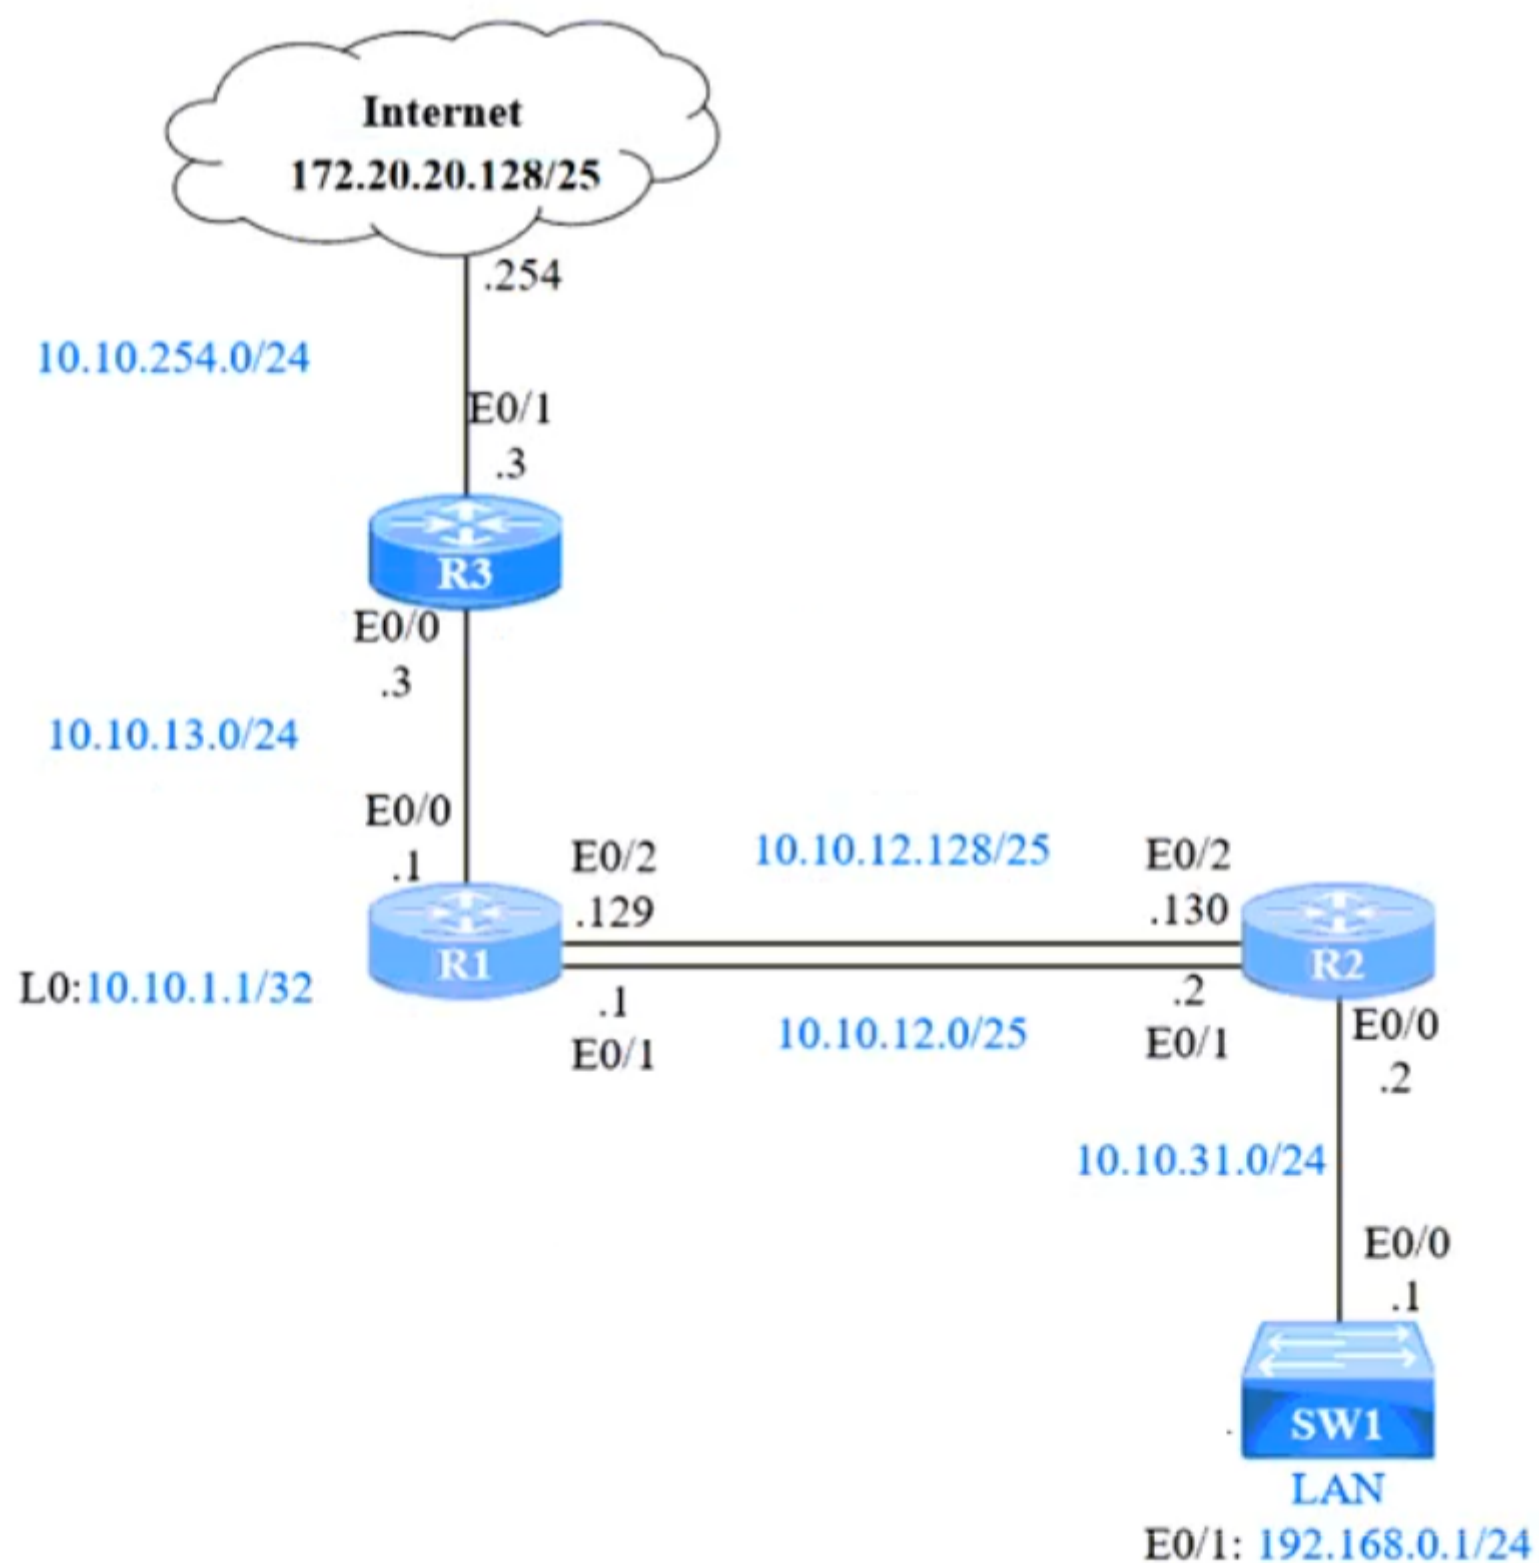 Internet
172.20.20.128/25
.254
10.10.254.0/24
E0/1
.3
R3
E0/0
.3
10.10.13.0/24
E0/0
.1
E0/2
10.10.12.128/25
E0/2
.129
.130
R1
R2
L0:10.10.1.1/32
.1
10.10.12.0/25
.2
E0/1
E0/1
E0/0
.2
10.10.31.0/24
E0/0
.1
SW1
LAN
E0/1: 192.168.0.1/24